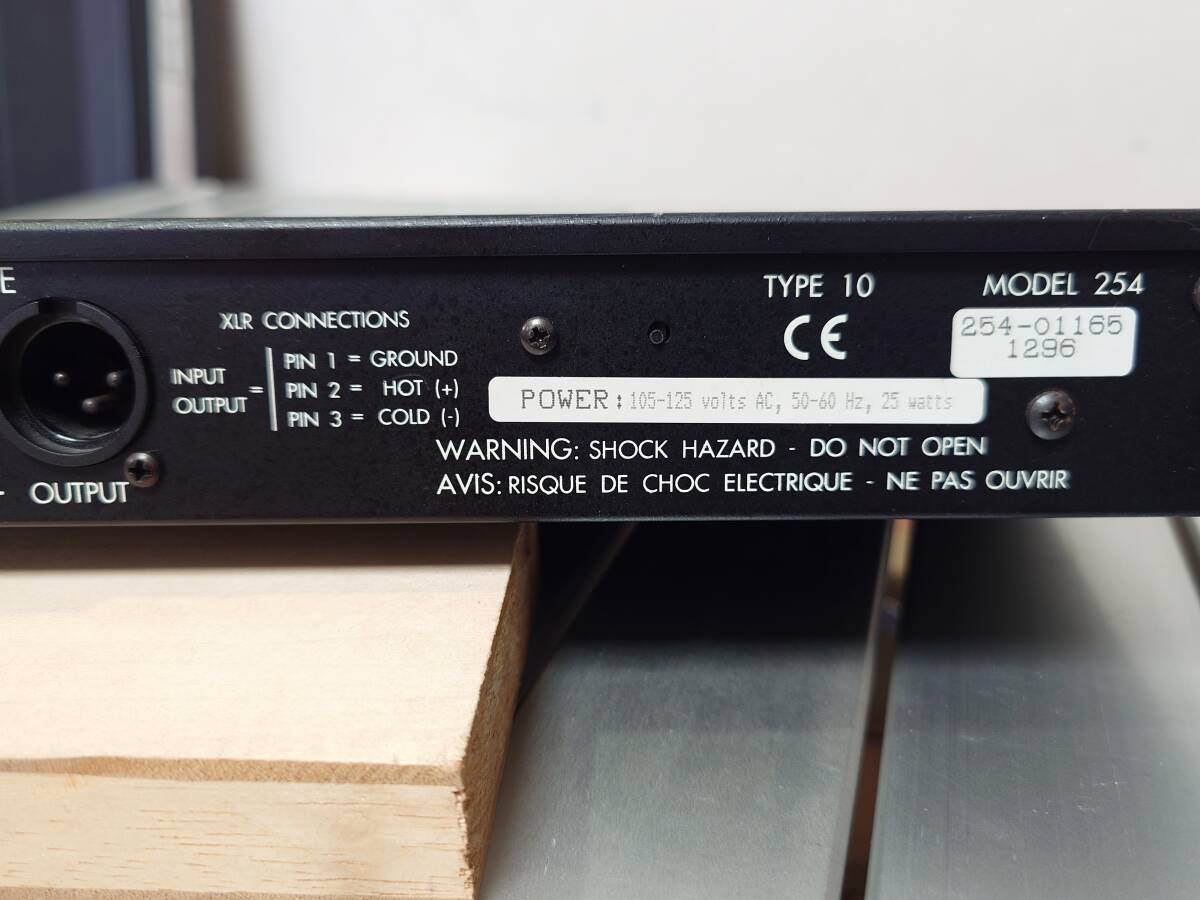 E
XLR CONNECTIONS
INPUT
OUTPUT
=
PIN 1 = GROUND
PIN 2 = HOT (+)
PIN 3 = COLD (-)
- OUTPUT
TYPE 10
CE
MODEL 254
254-01165
1296
POWER: 105-125 volts AC, 50-60 Hz, 25 watts
WARNING: SHOCK HAZARD - DO NOT OPEN
AVIS: RISQUE DE CHOC ELECTRIQUE - NE PAS OUVRIR